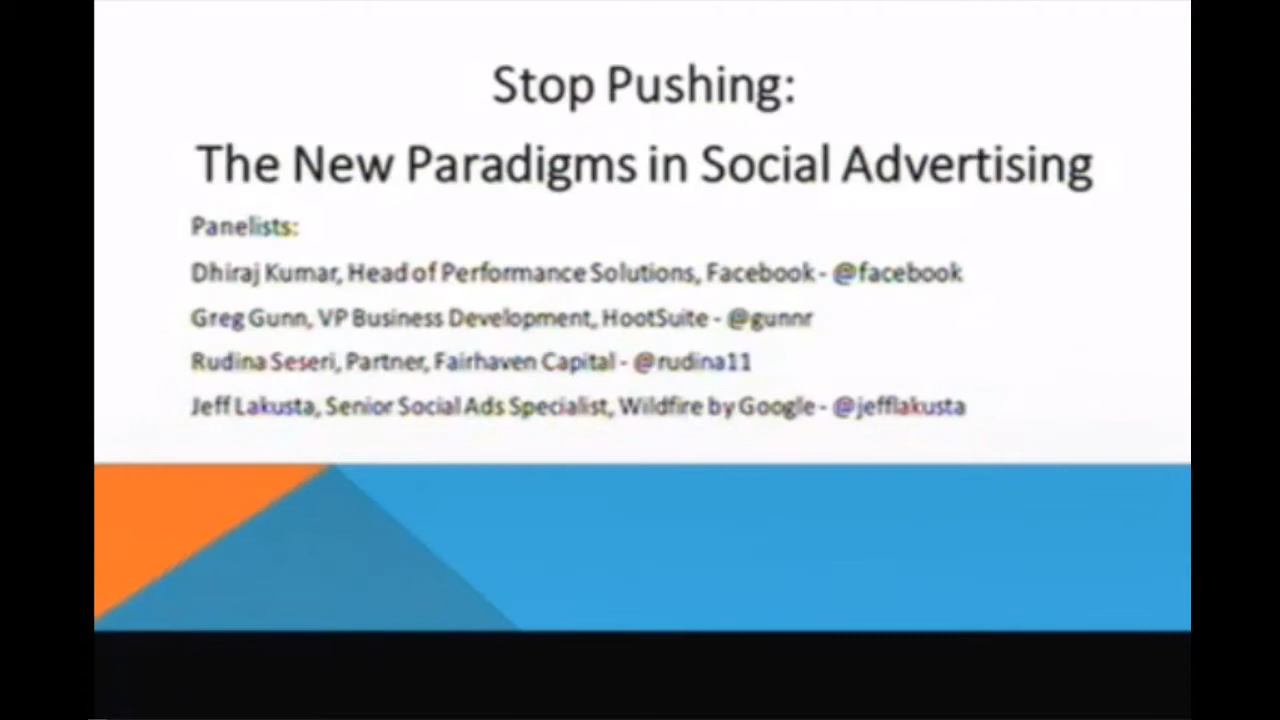 Stop Pushing:
The New Paradigms in Social Advertising
Panelists:
Dhiraj Kumar, Head of Performance Solutions, Facebook - @facebook
Greg Gunn, VP Business Development, HootSuite - @gunnr
Rudina Seseri, Partner, Fairhaven Capital - @rudina11
Jeff Lakusta, Senior Social Ads Specialist, Wildfire by Google - @jefflakusta